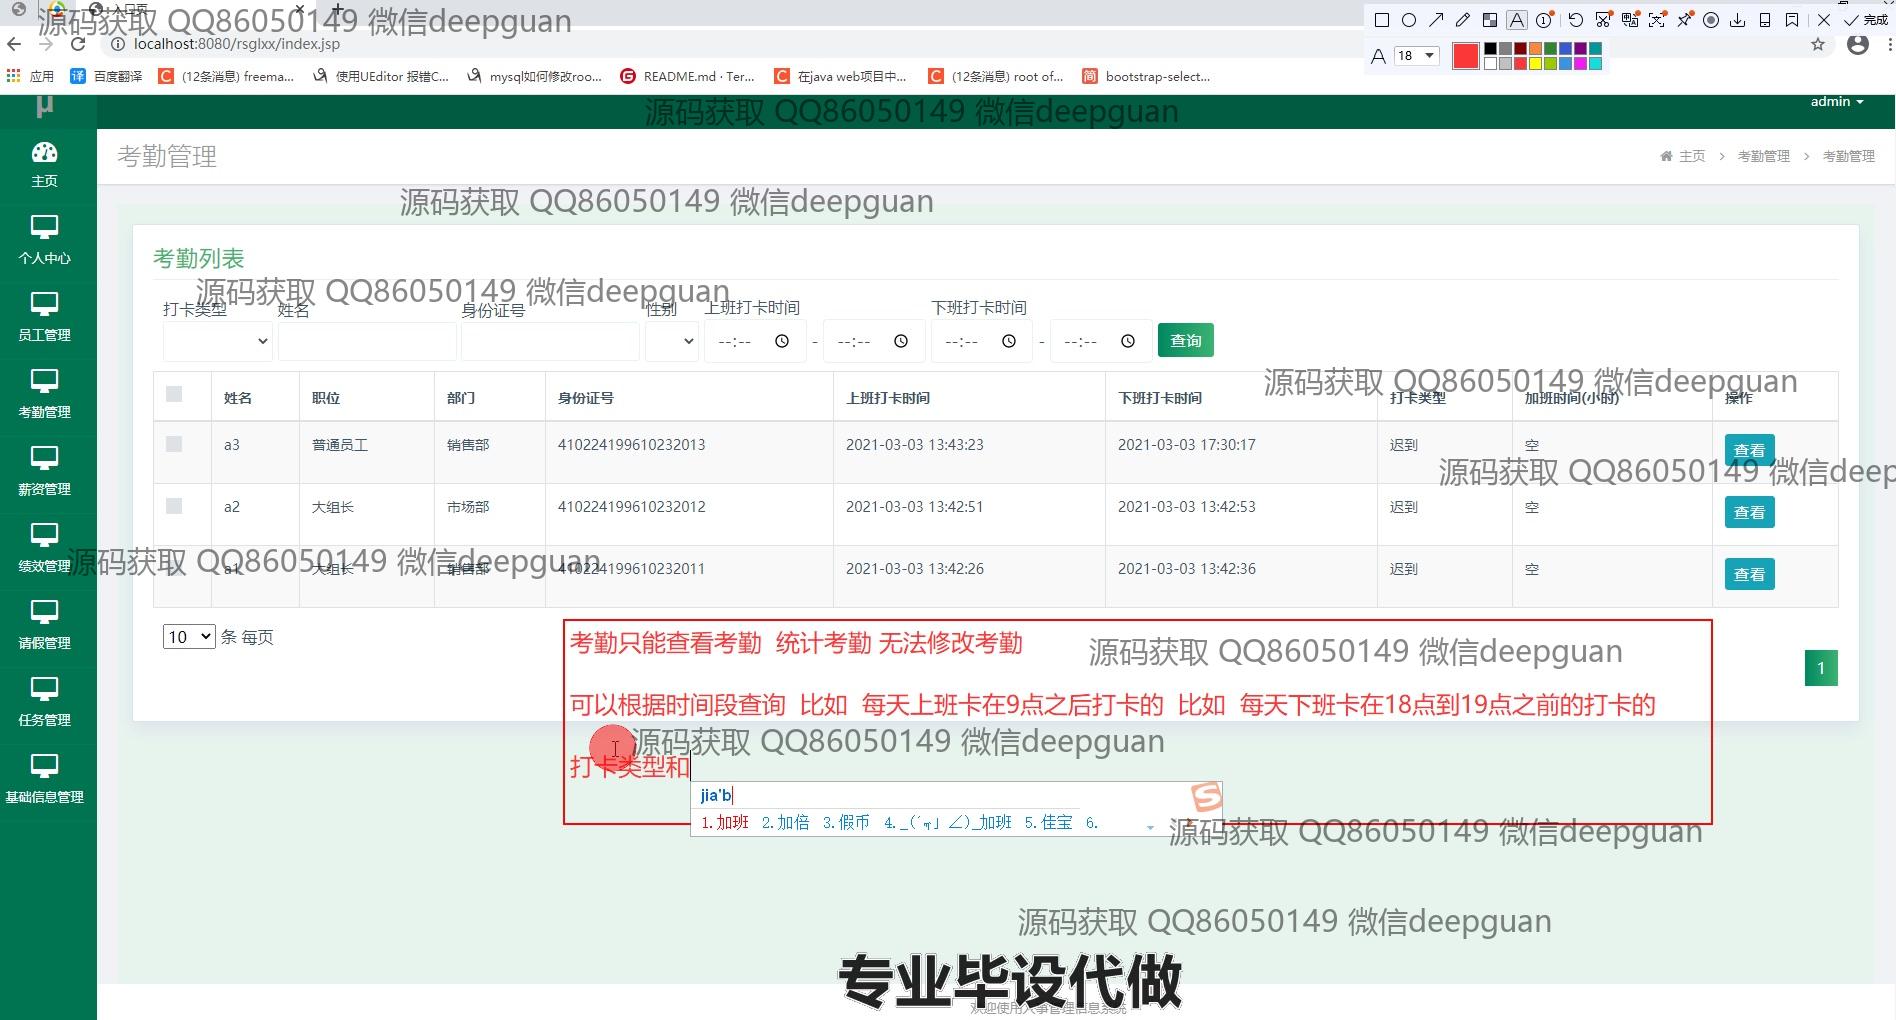 入口页
源码获取 QQ86050149 微信deepguan
localhost:8080/rsglxx/index.jsp
完成
A 18
应用 百度翻译 (12条消息) freema... 使用UEditor 报错C... mysql如何修改roo... README.md · Ter... 在java web项目中... (12条消息) root of... bootstrap-select...
μ
源码获取 QQ86050149 微信deepguan
admin
考勤管理
主页 > 考勤管理 > 考勤管理
主页
个人中心
员工管理
考勤管理
薪资管理
绩效管理
请假管理
任务管理
基础信息管理
源码获取 QQ86050149 微信deepguan
考勤列表
源码获取 QQ86050149 微信deepguan
打卡类型 姓名 身份证号 性别 上班打卡时间 下班打卡时间
--:-- - --:-- --:-- - --:-- 查询
源码获取 QQ86050149 微信deepguan
姓名 职位 部门 身份证号 上班打卡时间 下班打卡时间 打卡类型 加班时间(小时) 操作
a3 普通员工 销售部 410224199610232013 2021-03-03 13:43:23 2021-03-03 17:30:17 迟到 空 查看
源码获取 QQ86050149 微信deep
a2 大组长 市场部 410224199610232012 2021-03-03 13:42:51 2021-03-03 13:42:53 迟到 空 查看
源码获取 QQ86050149 微信deepguan
a1 大组长 销售部 410224199610232011 2021-03-03 13:42:26 2021-03-03 13:42:36 迟到 空 查看
10 条 每页
1
考勤只能查看考勤 统计考勤 无法修改考勤
源码获取 QQ86050149 微信deepguan
可以根据时间段查询 比如 每天上班卡在9点之后打卡的 比如 每天下班卡在18点到19点之前的打卡的
源码获取 QQ86050149 微信deepguan
打卡类型和
jia'b
1.加班 2.加倍 3.假币 4._(´ㅠ」∠)_加班 5.佳宝 6.
源码获取 QQ86050149 微信deepguan
源码获取 QQ86050149 微信deepguan
专业毕设代做
欢迎使用人事管理信息系统